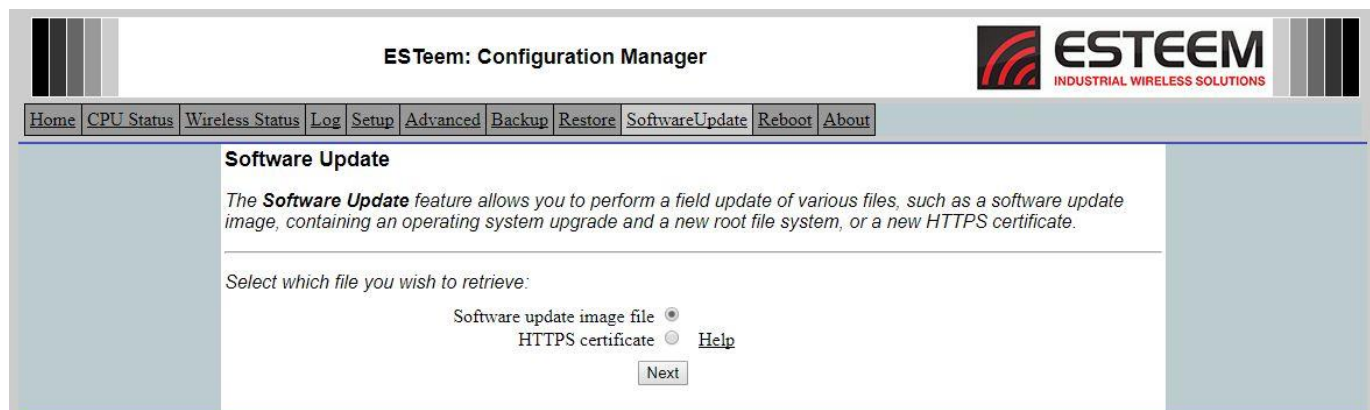 ESTeem: Configuration Manager
ESTEEM
INDUSTRIAL WIRELESS SOLUTIONS
Home CPU Status Wireless Status Log Setup Advanced Backup Restore SoftwareUpdate Reboot About
Software Update
The Software Update feature allows you to perform a field update of various files, such as a software update
image, containing an operating system upgrade and a new root file system, or a new HTTPS certificate.
Select which file you wish to retrieve:
Software update image file
HTTPS certificate Help
Next